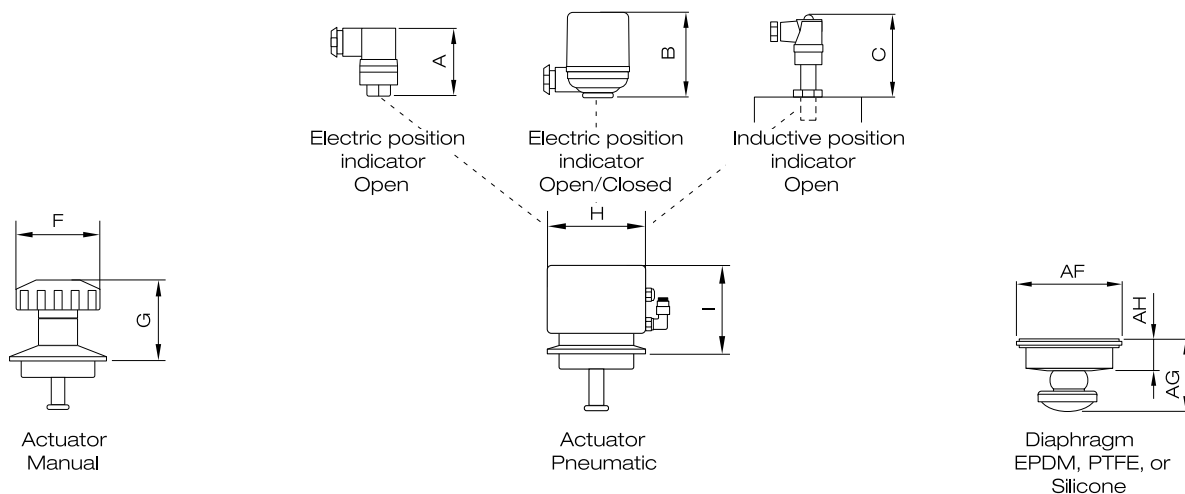 A
B
C
Electric position
indicator
Open
Electric position
indicator
Open/Closed
Inductive position
indicator
Open
F
G
Actuator
Manual
H
I
Actuator
Pneumatic
AF
AH
AG
Diaphragm
EPDM, PTFE, or
Silicone